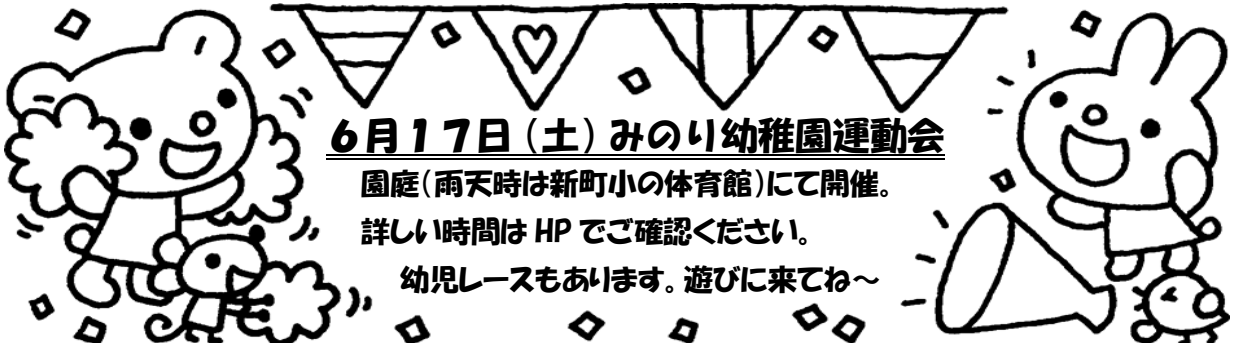 ６月１７日（土）みのり幼稚園運動会
園庭（雨天時は新町小の体育館）にて開催。
詳しい時間は HP でご確認ください。
幼児レースもあります。遊びに来てね～